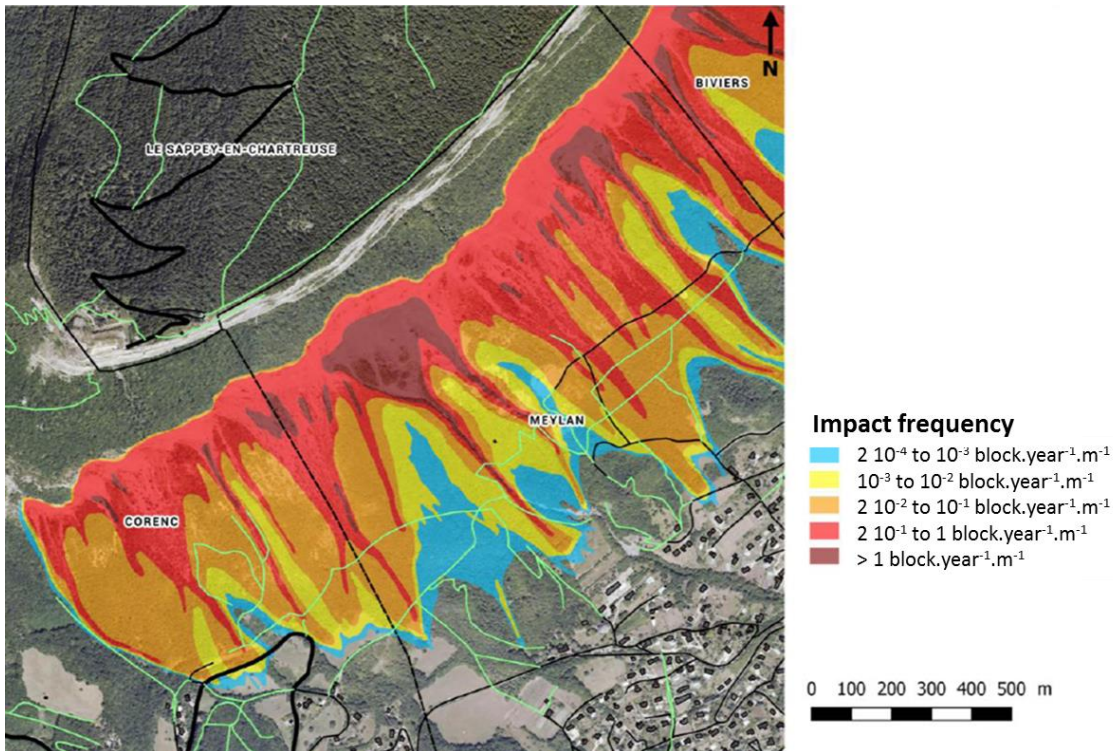 N
BIVIERS
LE SAPPEY-EN-CHARTREUSE
MEYLAN
CORENC
Impact frequency
2 10⁻⁴ to 10⁻³ block.year⁻¹.m⁻¹
10⁻³ to 10⁻² block.year⁻¹.m⁻¹
2 10⁻² to 10⁻¹ block.year⁻¹.m⁻¹
2 10⁻¹ to 1 block.year⁻¹.m⁻¹
> 1 block.year⁻¹.m⁻¹
0 100 200 300 400 500 m